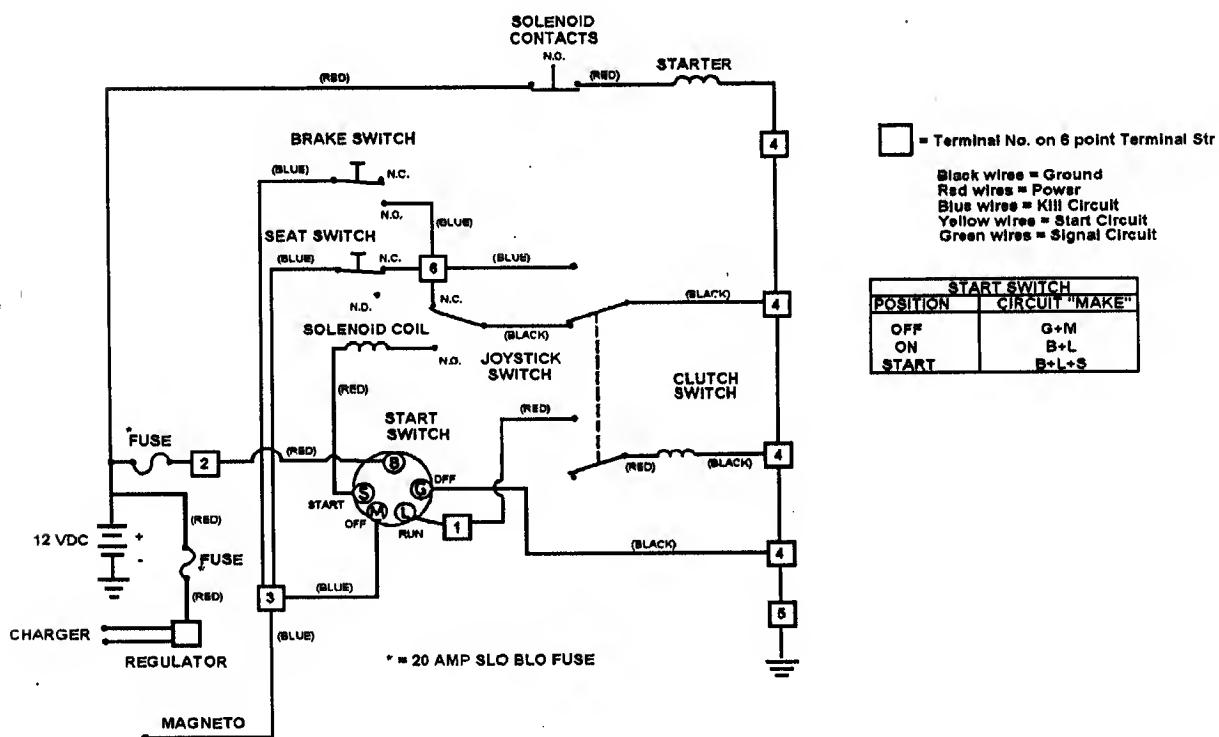 SOLENOID
CONTACTS
N.O.
(RED)
(RED)
STARTER
BRAKE SWITCH
(BLUE)
N.C.
N.O.
(BLUE)
4
= Terminal No. on 6 point Terminal Str
Black wires = Ground
Red wires = Power
Blue wires = Kill Circuit
Yellow wires = Start Circuit
Green wires = Signal Circuit
SEAT SWITCH
(BLUE)
N.C.
6
(BLUE)
N.D.
N.C.
(BLACK)
(BLACK)
4
START SWITCH
POSITION CIRCUIT "MAKE"
OFF G+M
ON B+L
START B+L+S
SOLENOID COIL
N.O.
JOYSTICK
SWITCH
(RED)
CLUTCH
SWITCH
(RED)
START
SWITCH
*FUSE
2
(RED)
B
(RED)
(BLACK)
4
S
G
OFF
START
M
L
OFF
RUN
1
(RED)
12 VDC
+
-
FUSE
*
(BLACK)
4
(RED)
3
(BLUE)
5
CHARGER
REGULATOR
(BLUE)
* = 20 AMP SLO BLO FUSE
MAGNETO